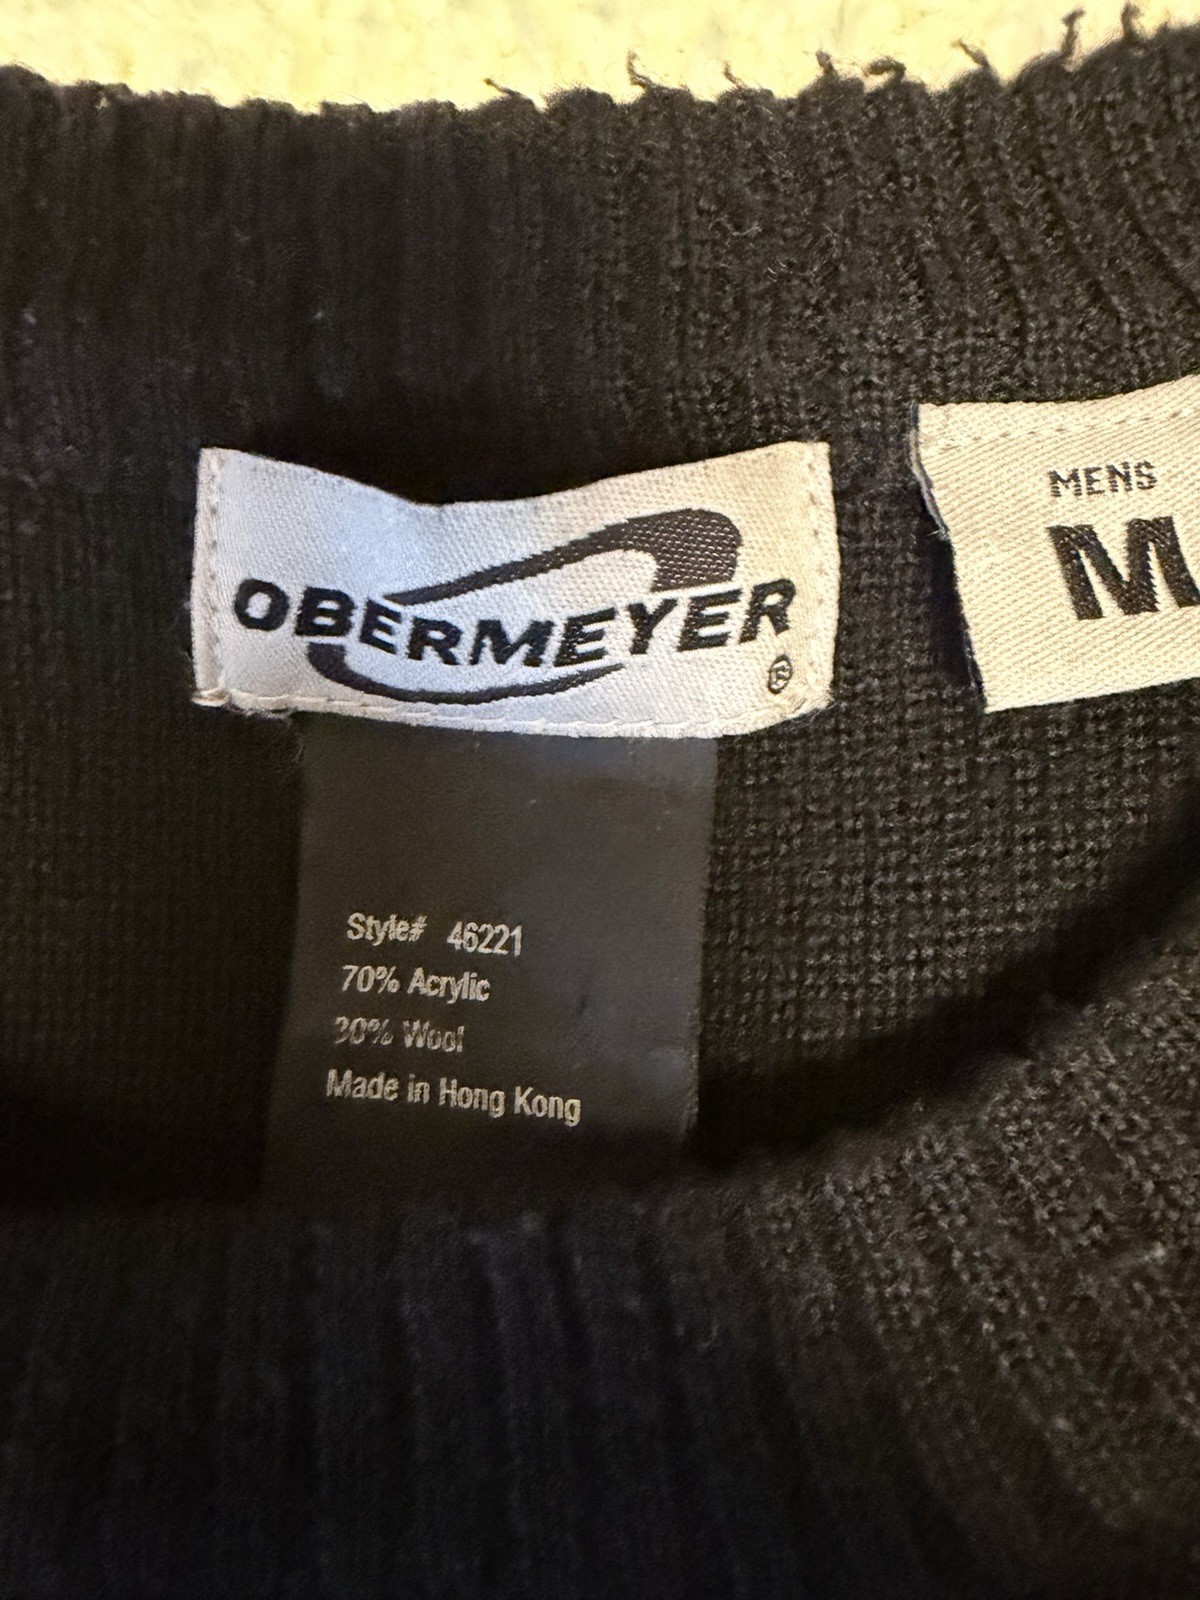 OBERMEYER
®
MENS
M
Style# 46221
70% Acrylic
30% Wool
Made in Hong Kong